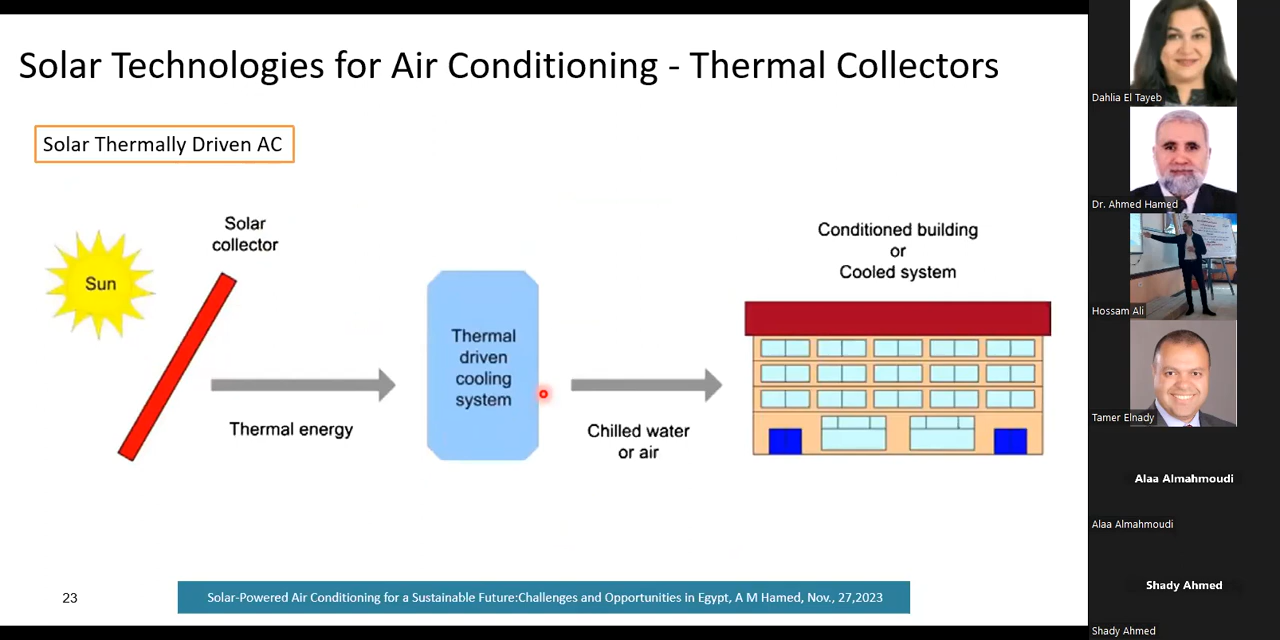 Solar Technologies for Air Conditioning - Thermal Collectors
Solar Thermally Driven AC
Sun
Solar
collector
Thermal energy
Thermal
driven
cooling
system
Chilled water
or air
Conditioned building
or
Cooled system
23
Solar-Powered Air Conditioning for a Sustainable Future:Challenges and Opportunities in Egypt, A M Hamed, Nov., 27,2023
Dahlia El Tayeb
Dr. Ahmed Hamed
Hossam Ali
Tamer Elnady
Alaa Almahmoudi
Alaa Almahmoudi
Shady Ahmed
Shady Ahmed